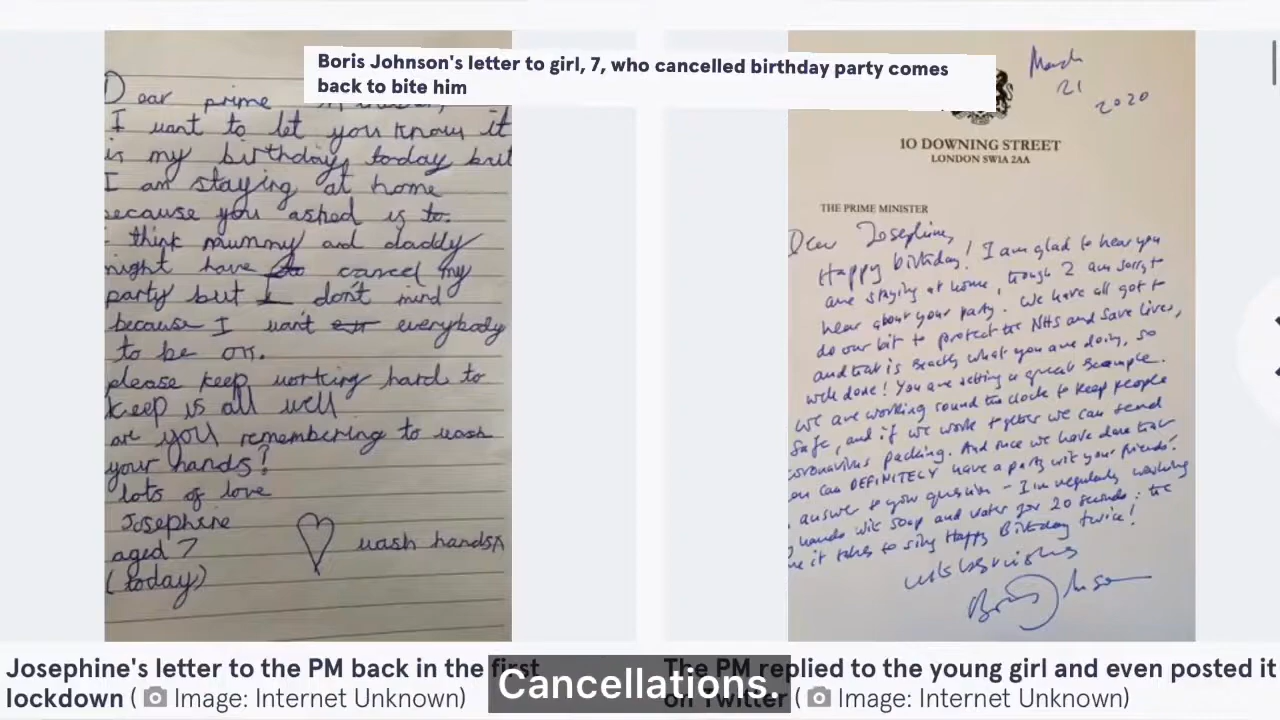 Boris Johnson's letter to girl, 7, who cancelled birthday party comes
back to bite him
Dear prime
I want to let you know it
is my birthday today but
I am staying at home
because you asked us to.
I think mummy and daddy
might have cancel my
party but I don't mind
because I want everybody
to be ok.
please keep working hard to
keep us all well
are you remembering to wash
your hands?
lots of love
Josephine
aged 7
(today)
wash hands
March
21
2020
10 DOWNING STREET
LONDON SW1A 2AA
THE PRIME MINISTER
Dear Josephine,
Happy birthday! I am glad to hear you
are staying at home, though I am sorry to
hear about your party. We have all got to
do our bit to protect the NHS and save lives,
and that is exactly what you are doing, so
well done! You are setting a great example.
We are working round the clock to keep people
safe, and if we work together we can send
coronavirus packing. And once we have done that
you can DEFINITELY have a party with your friends!
answer to your question - I'm regularly washing
hands with soap and water for 20 seconds: the
it takes to sing Happy Birthday twice!
with best wishes
Boris Johnson
Josephine's letter to the PM back in the first
lockdown ( Image: Internet Unknown)
The PM replied to the young girl and even posted it
on Twitter ( Image: Internet Unknown)
Cancellations.